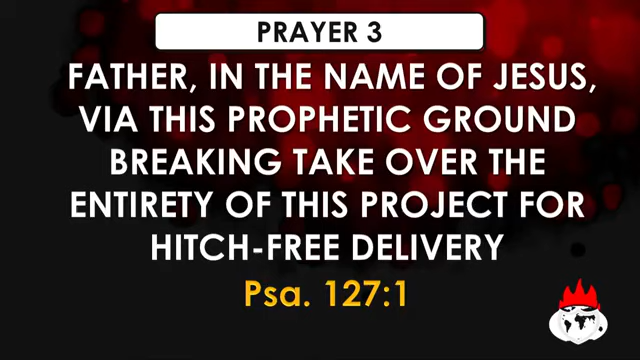 PRAYER 3
FATHER, IN THE NAME OF JESUS,
VIA THIS PROPHETIC GROUND
BREAKING TAKE OVER THE
ENTIRETY OF THIS PROJECT FOR
HITCH-FREE DELIVERY
Psa. 127:1